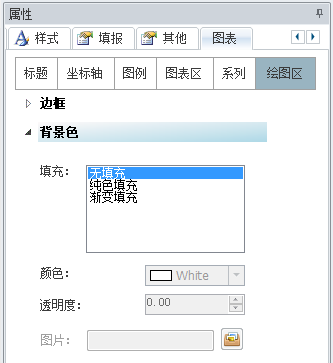 属性
样式 填报 其他 图表
标题 坐标轴 图例 图表区 系列 绘图区
边框
背景色
填充：
无填充
纯色填充
渐变填充
颜色： White
透明度： 0.00
图片：